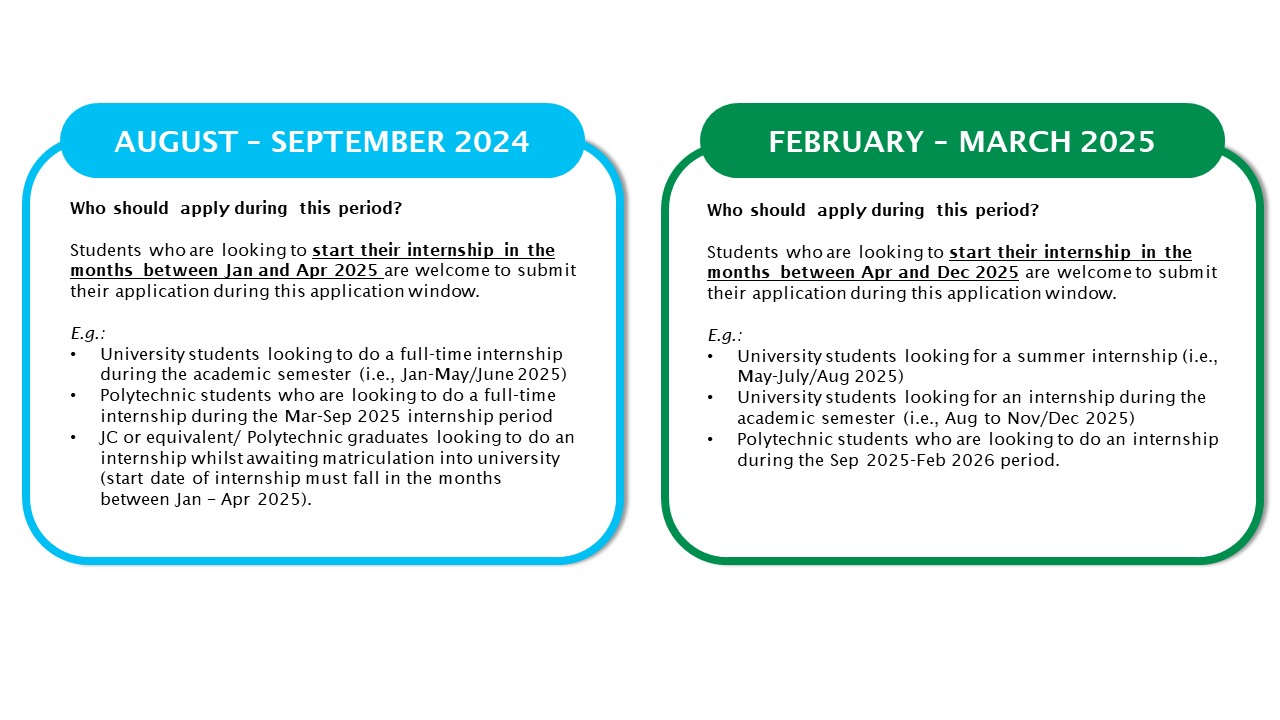 AUGUST – SEPTEMBER 2024
Who should apply during this period?
Students who are looking to start their internship in the
months between Jan and Apr 2025 are welcome to submit
their application during this application window.
E.g.:
• University students looking to do a full-time internship
during the academic semester (i.e., Jan-May/June 2025)
• Polytechnic students who are looking to do a full-time
internship during the Mar-Sep 2025 internship period
• JC or equivalent/ Polytechnic graduates looking to do an
internship whilst awaiting matriculation into university
(start date of internship must fall in the months
between Jan – Apr 2025).
FEBRUARY – MARCH 2025
Who should apply during this period?
Students who are looking to start their internship in the
months between Apr and Dec 2025 are welcome to submit
their application during this application window.
E.g.:
• University students looking for a summer internship (i.e.,
May-July/Aug 2025)
• University students looking for an internship during the
academic semester (i.e., Aug to Nov/Dec 2025)
• Polytechnic students who are looking to do an internship
during the Sep 2025-Feb 2026 period.